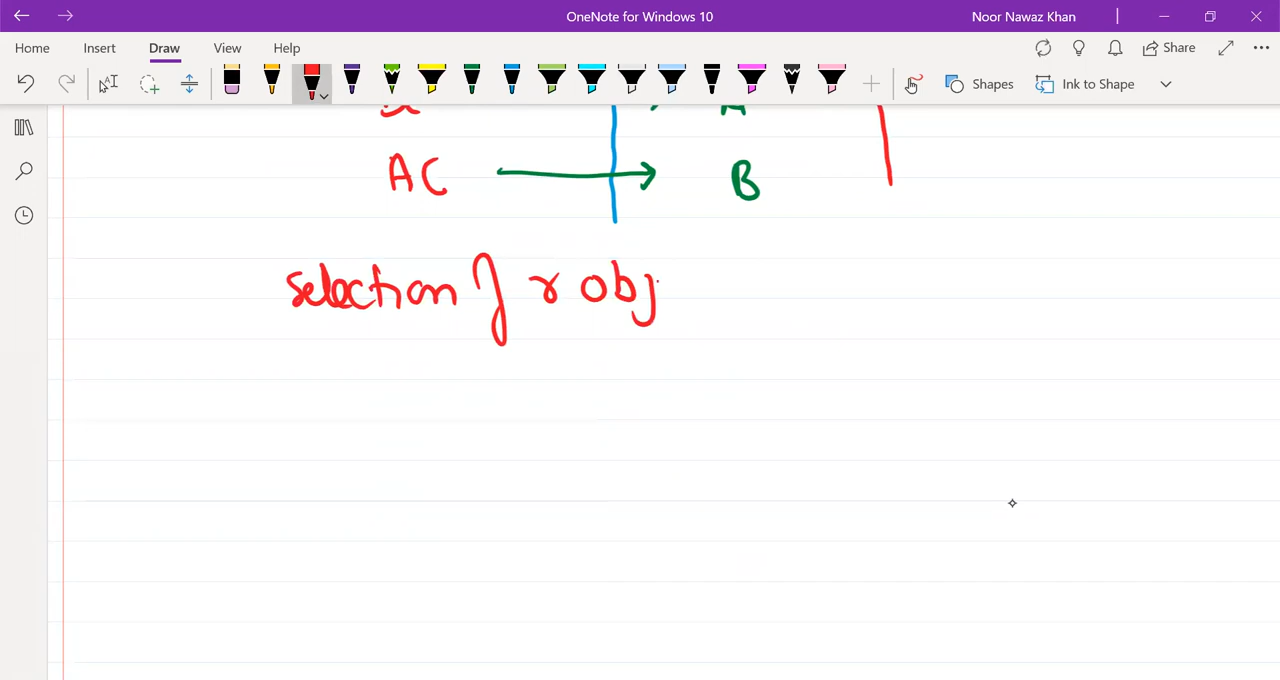 OneNote for Windows 10
Noor Nawaz Khan
Home Insert Draw View Help Share
Shapes Ink to Shape
A
AC B
selection of r obj